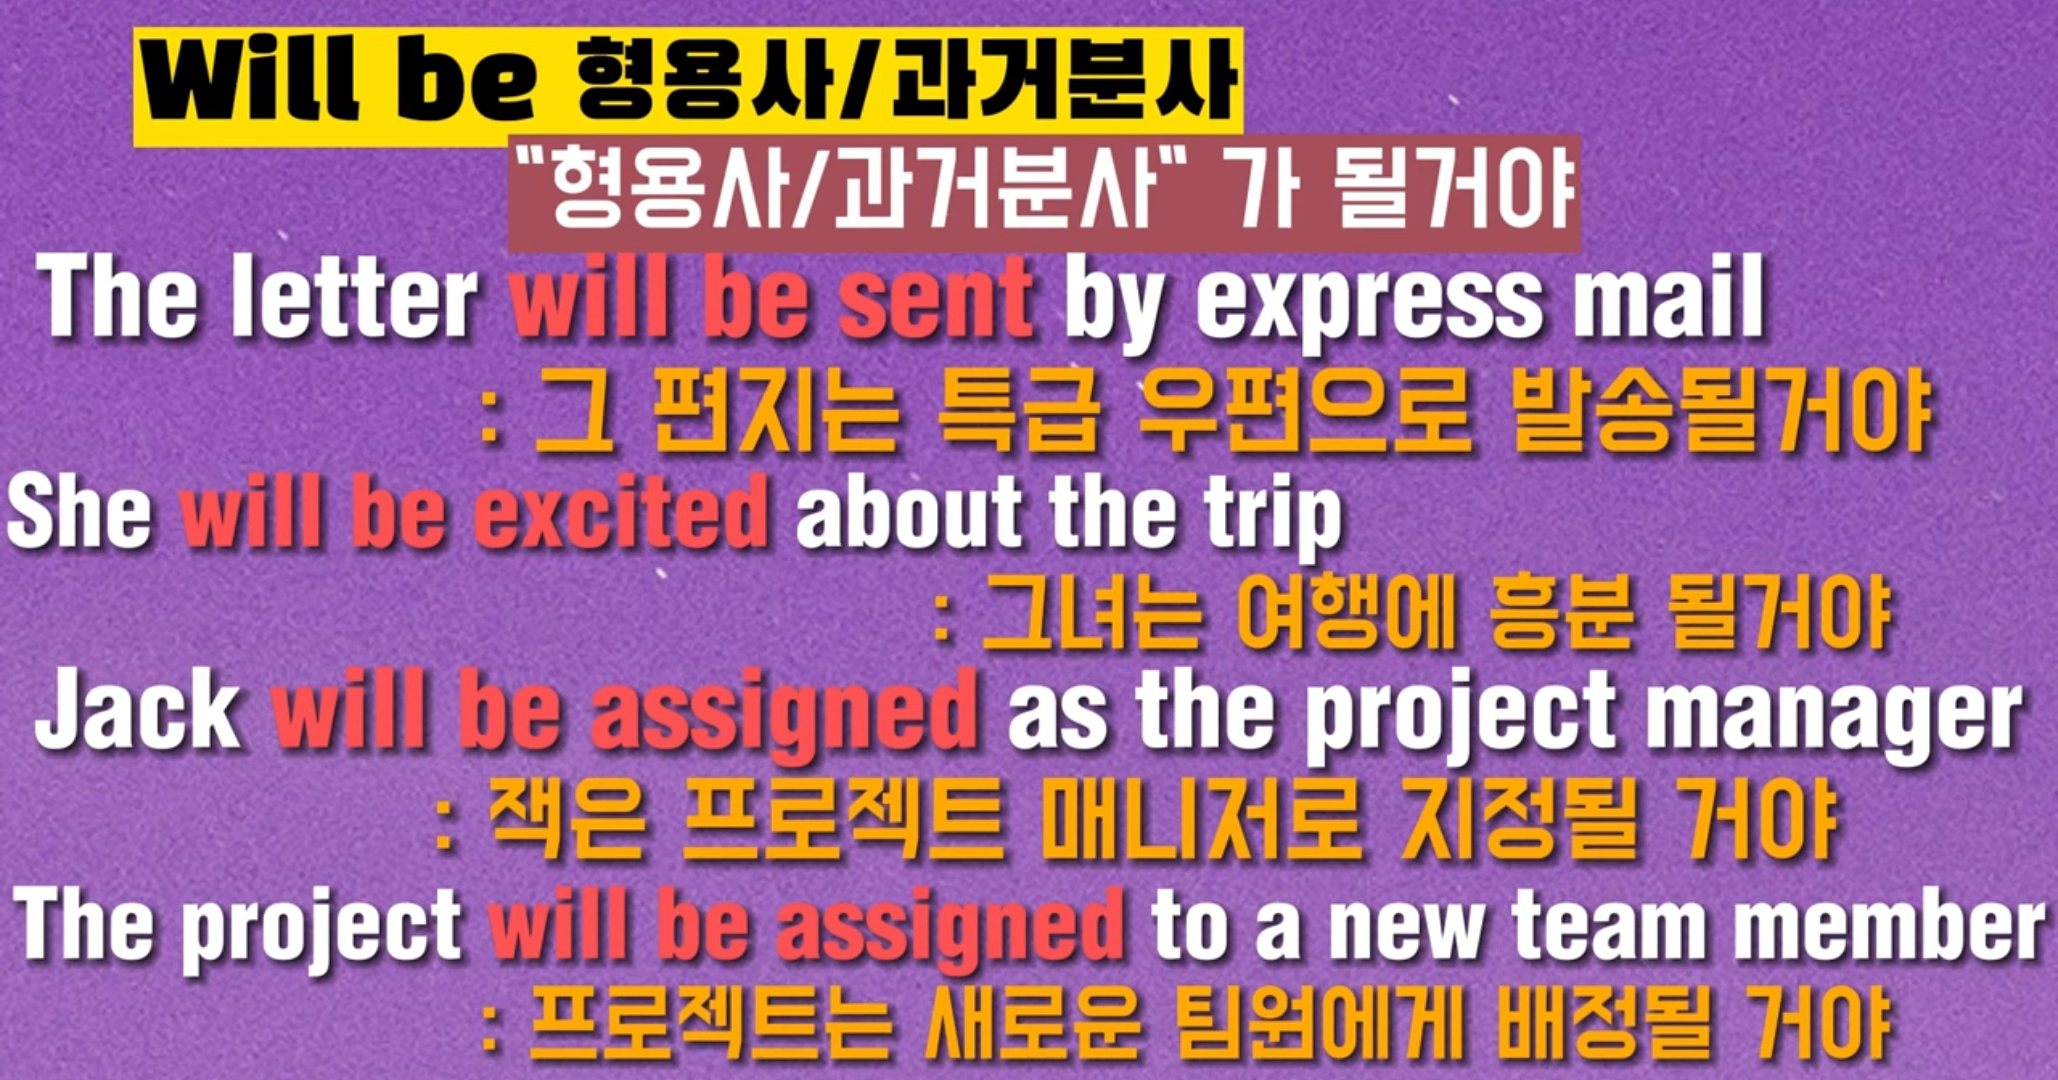 Will be 형용사/과거분사
"형용사/과거분사" 가 될거야
The letter will be sent by express mail
: 그 편지는 특급 우편으로 발송될거야
She will be excited about the trip
: 그녀는 여행에 흥분 될거야
Jack will be assigned as the project manager
: 잭은 프로젝트 매니저로 지정될 거야
The project will be assigned to a new team member
: 프로젝트는 새로운 팀원에게 배정될 거야